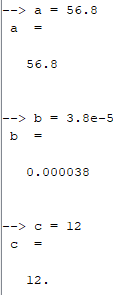 --> a = 56.8
a  =
56.8
--> b = 3.8e-5
b  =
0.000038
--> c = 12
c  =
12.